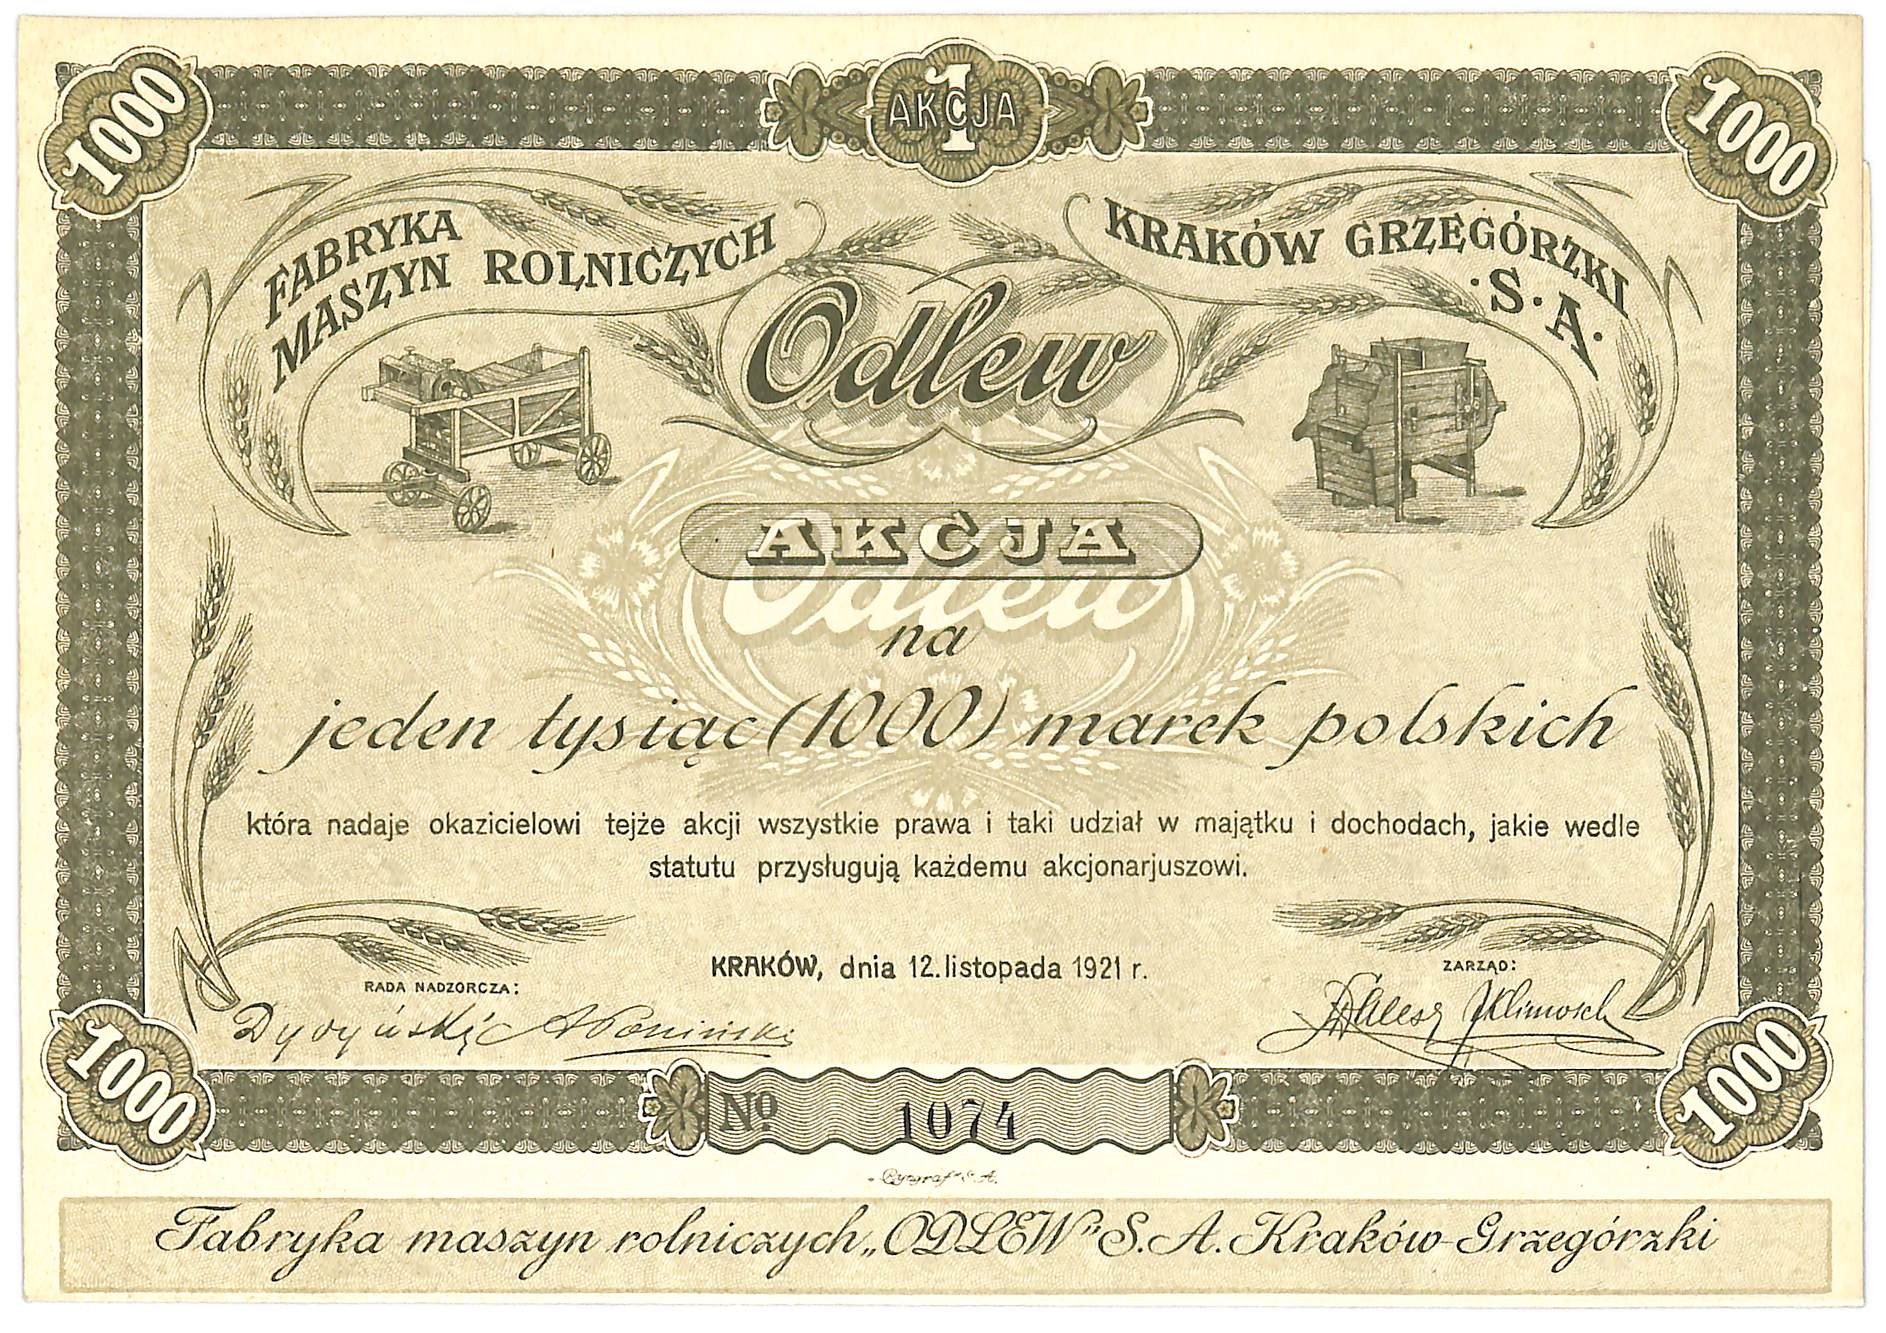 1000
1
AKCJA
1000
FABRYKA
MASZYN ROLNICZYCH
KRAKÓW GRZEGÓRZKI
·S·A·
Odlew
AKCJA
Odlew
na
jeden tysiąc (1000) marek polskich
która nadaje okazicielowi tejże akcji wszystkie prawa i taki udział w majątku i dochodach, jakie wedle
statutu przysługują każdemu akcjonarjuszowi.
KRAKÓW, dnia 12. listopada 1921 r.
RADA NADZORCZA:
ZARZĄD:
1000
No. 1074
1000
Fabryka maszyn rolniczych „ODLEW" S. A. Kraków-Grzegórzki